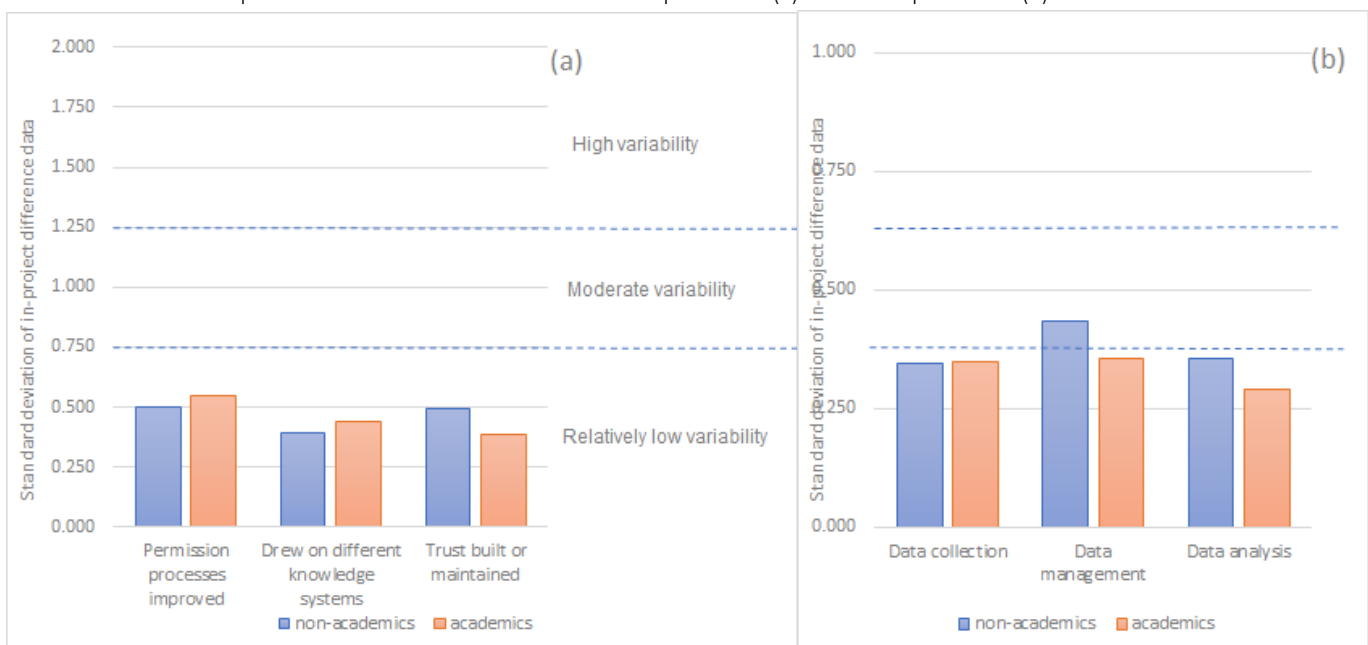 (a)
2.000
1.750
1.500
1.250
1.000
0.750
0.500
0.250
0.000
Standard deviation of in-project difference data
High variability
Moderate variability
Relatively low variability
Permission
processes
improved
Drew on different
knowledge
systems
Trust built or
maintained
non-academics
academics
(b)
1.000
0.750
0.500
0.250
0.000
Standard deviation of in-project difference data
Data collection
Data
management
Data analysis
non-academics
academics